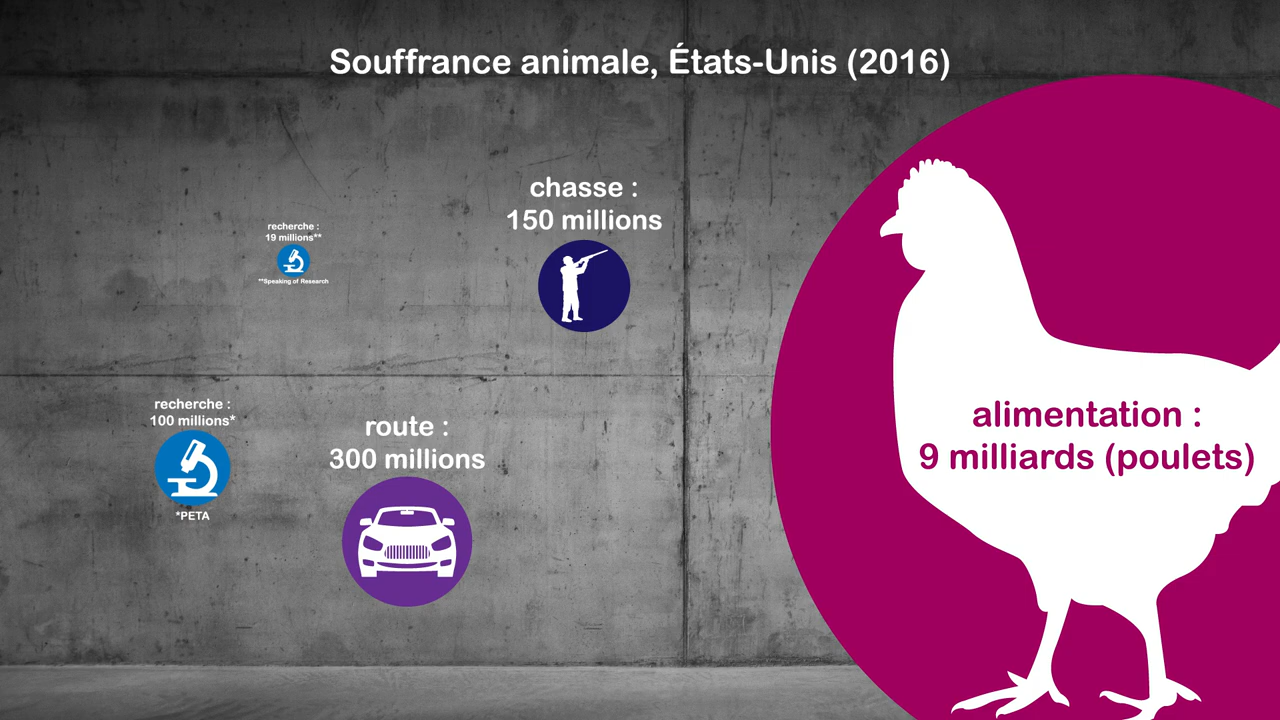 Souffrance animale, États-Unis (2016)
chasse :
150 millions
recherche :
19 millions**
**Speaking of Research
recherche :
100 millions*
*PETA
route :
300 millions
alimentation :
9 milliards (poulets)